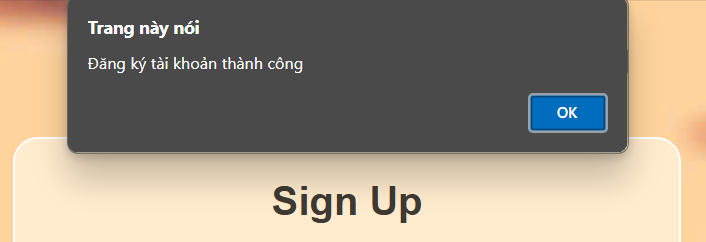 Trang này nói
Đăng ký tài khoản thành công
OK
Sign Up